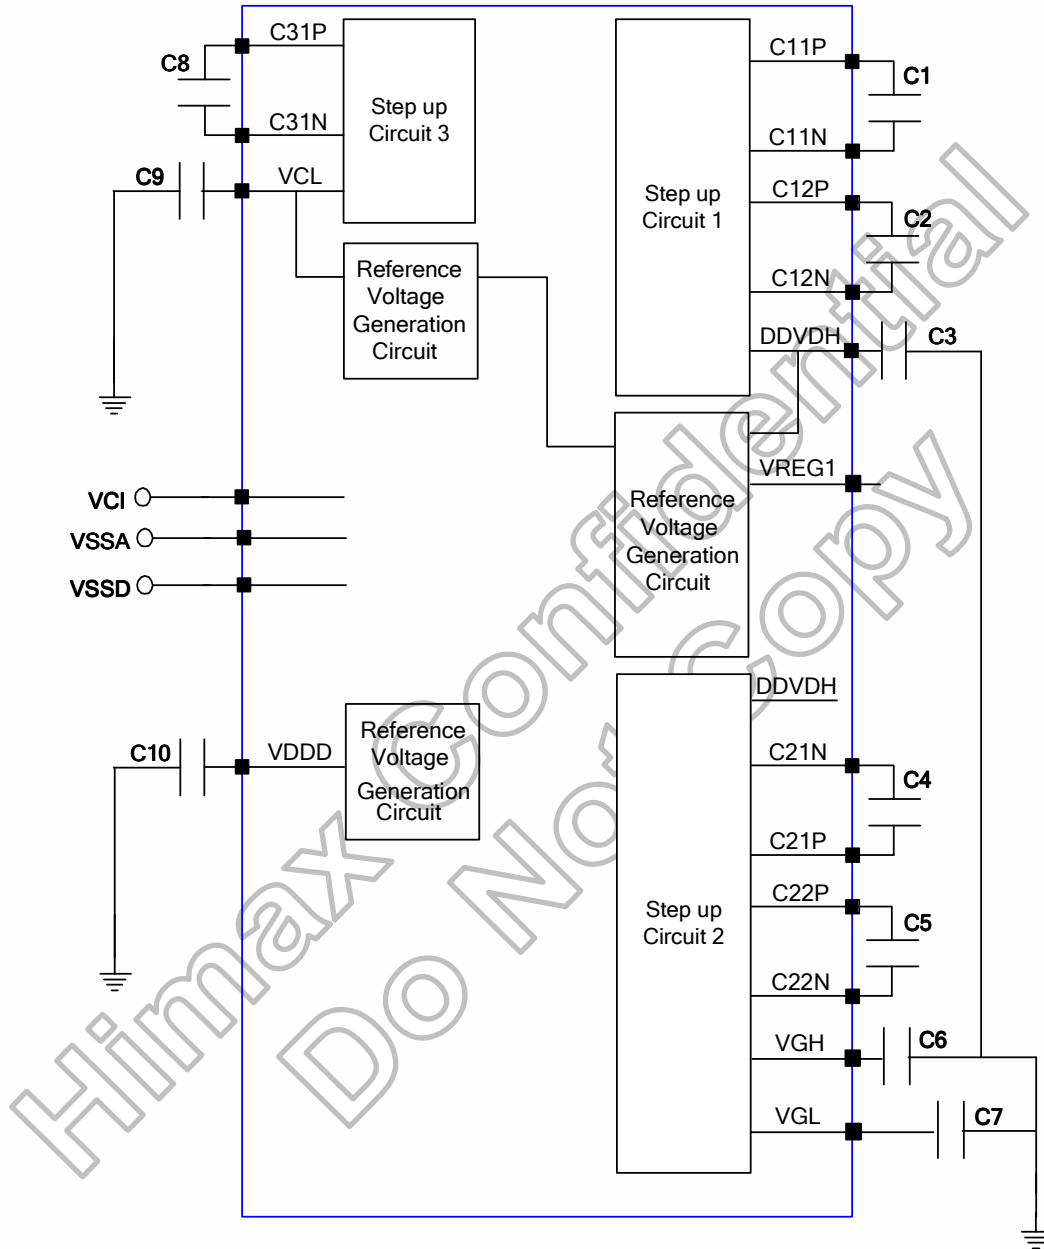 C31P
C8
C31N
Step up
Circuit 3
C9
VCL
Reference
Voltage
Generation
Circuit
C11P
C1
C11N
C12P
Step up
Circuit 1
C2
C12N
DDVDH
C3
VREG1
Reference
Voltage
Generation
Circuit
VCI
VSSA
VSSD
C10
VDDD
Reference
Voltage
Generation
Circuit
DDVDH
C21N
C4
C21P
C22P
Step up
Circuit 2
C5
C22N
VGH
C6
VGL
C7
Himax Confidential
Do Not Copy